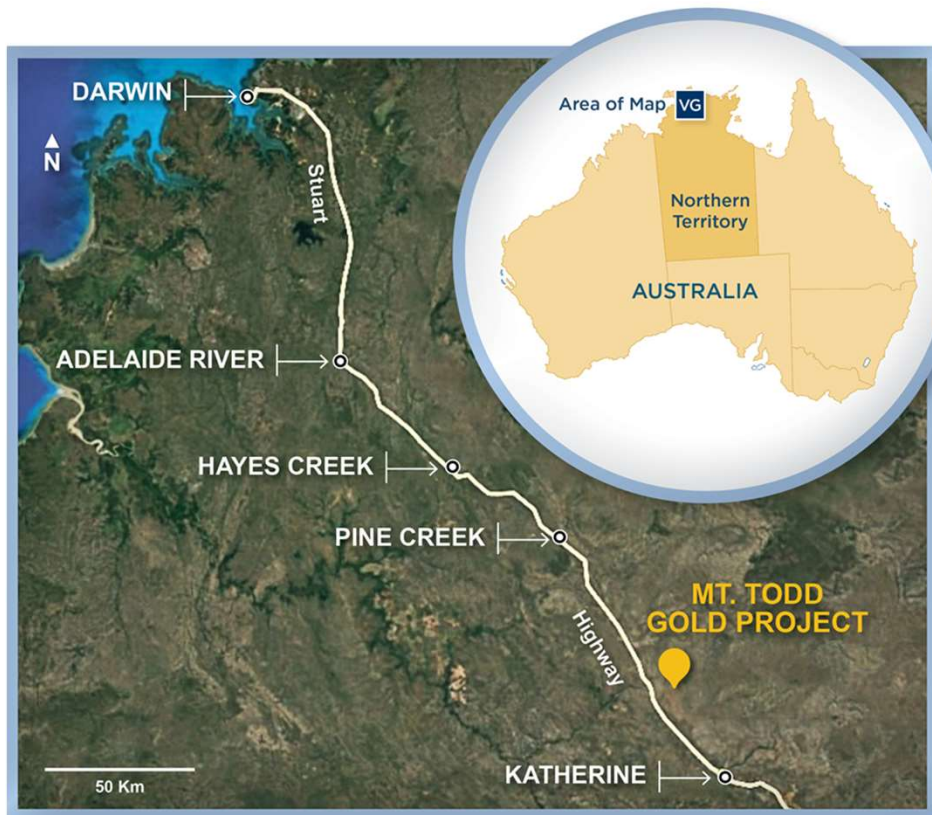 DARWIN
N
Stuart
ADELAIDE RIVER
HAYES CREEK
PINE CREEK
Highway
MT. TODD
GOLD PROJECT
KATHERINE
50 Km
Area of Map VG
Northern
Territory
AUSTRALIA